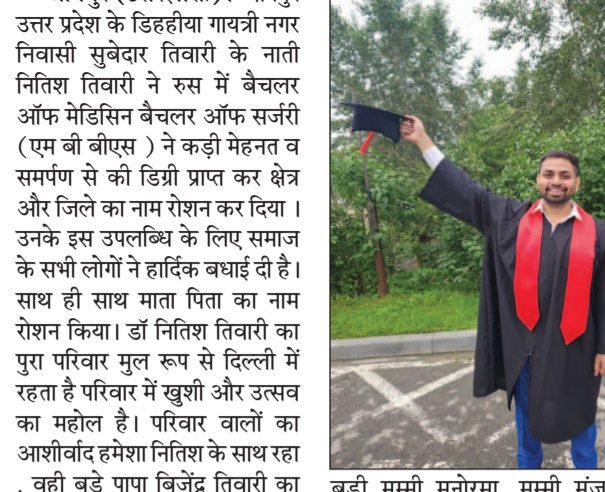 उत्तर प्रदेश के डिहहीया गायत्री नगर
निवासी सुबेदार तिवारी के नाती
नितिश तिवारी ने रुस में बैचलर
ऑफ मेडिसिन बैचलर ऑफ सर्जरी
(एम बी बीएस ) ने कड़ी मेहनत व
समर्पण से की डिग्री प्राप्त कर क्षेत्र
और जिले का नाम रोशन कर दिया ।
उनके इस उपलब्धि के लिए समाज
के सभी लोगों ने हार्दिक बधाई दी है।
साथ ही साथ माता पिता का नाम
रोशन किया। डॉ नितिश तिवारी का
पुरा परिवार मुल रूप से दिल्ली में
रहता है परिवार में खुशी और उत्सव
का महोल है। परिवार वालों का
आशीर्वाद हमेशा नितिश के साथ रहा
. वही बड़े पापा बिजेंद्र तिवारी का
बड़ी मम्मी मनोरमा, मम्मी